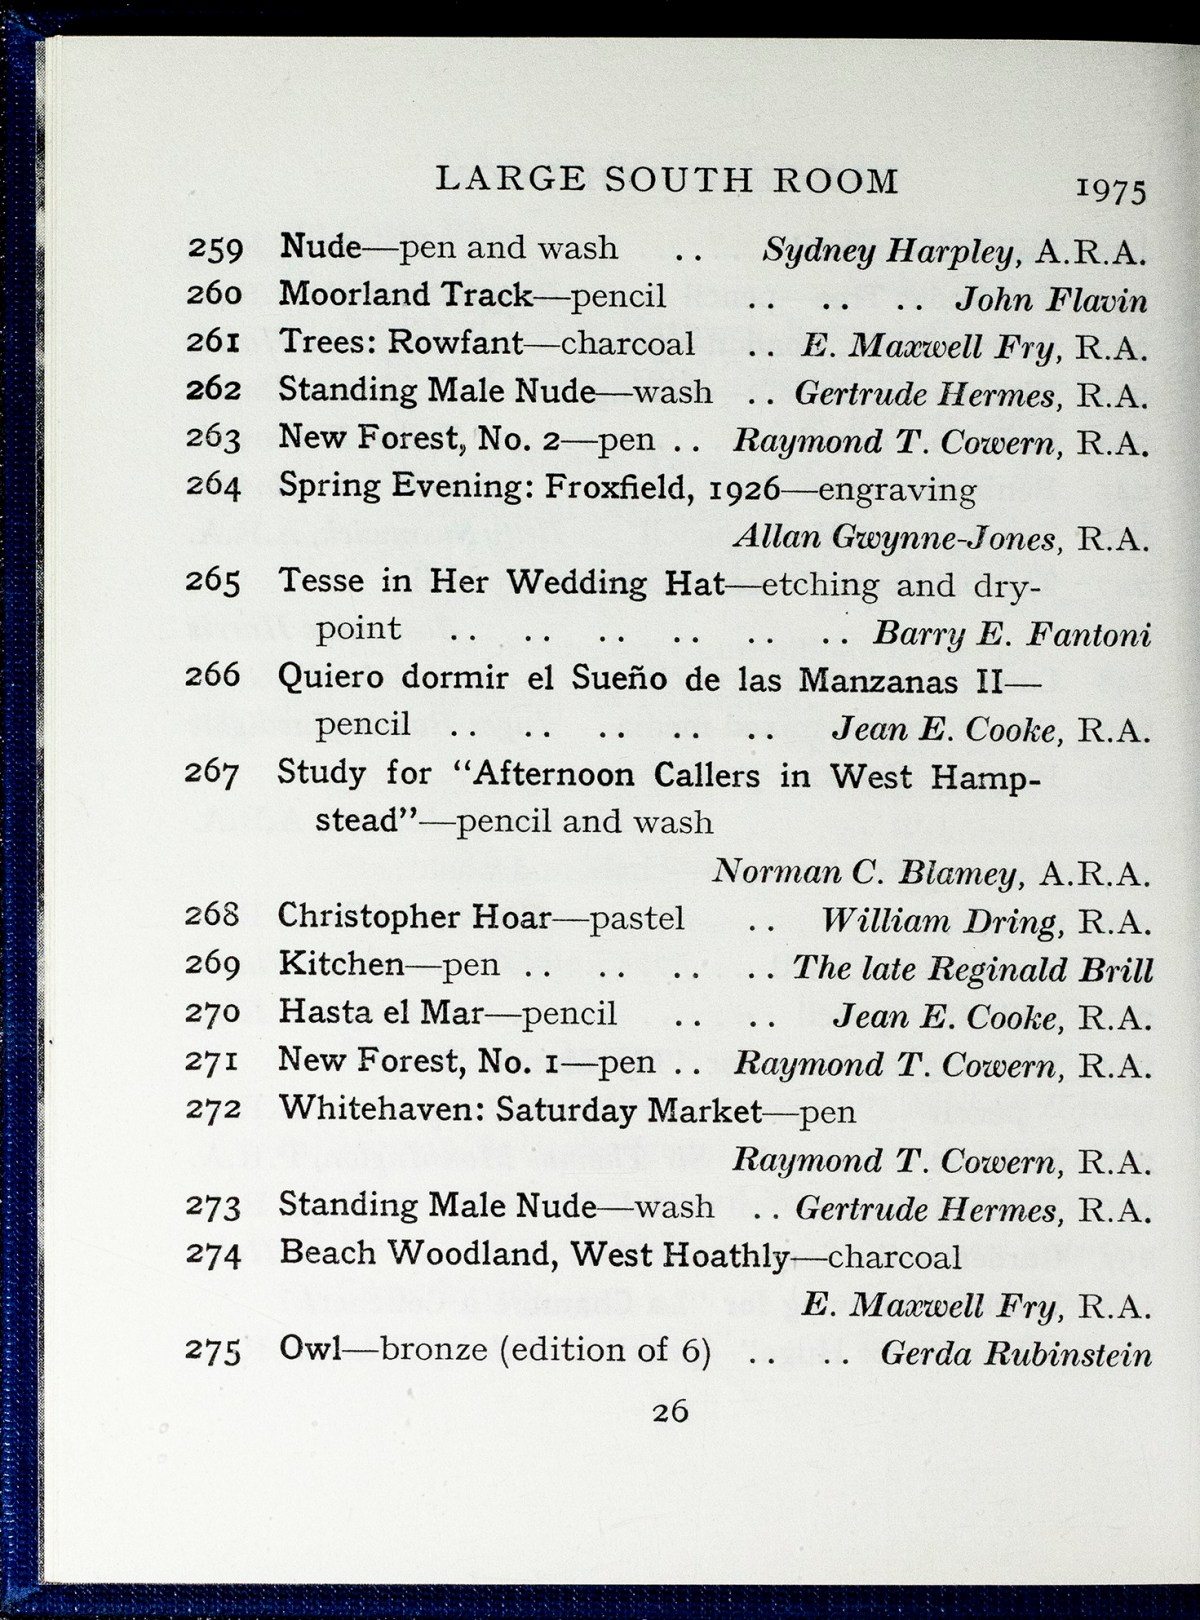 LARGE SOUTH ROOM 1975
259 Nude—pen and wash .. Sydney Harpley, A.R.A.
260 Moorland Track—pencil .. .. .. John Flavin
261 Trees: Rowfant—charcoal .. E. Maxwell Fry, R.A.
262 Standing Male Nude—wash .. Gertrude Hermes, R.A.
263 New Forest, No. 2—pen .. Raymond T. Cowern, R.A.
264 Spring Evening: Froxfield, 1926—engraving
Allan Gwynne-Jones, R.A.
265 Tesse in Her Wedding Hat—etching and dry-
point .. .. .. .. .. .. Barry E. Fantoni
266 Quiero dormir el Sueño de las Manzanas II—
pencil .. .. .. .. .. Jean E. Cooke, R.A.
267 Study for “Afternoon Callers in West Hamp-
stead”—pencil and wash
Norman C. Blamey, A.R.A.
268 Christopher Hoar—pastel .. William Dring, R.A.
269 Kitchen—pen .. .. .. .. The late Reginald Brill
270 Hasta el Mar—pencil .. .. Jean E. Cooke, R.A.
271 New Forest, No. 1—pen .. Raymond T. Cowern, R.A.
272 Whitehaven: Saturday Market—pen
Raymond T. Cowern, R.A.
273 Standing Male Nude—wash .. Gertrude Hermes, R.A.
274 Beach Woodland, West Hoathly—charcoal
E. Maxwell Fry, R.A.
275 Owl—bronze (edition of 6) .. .. Gerda Rubinstein
26